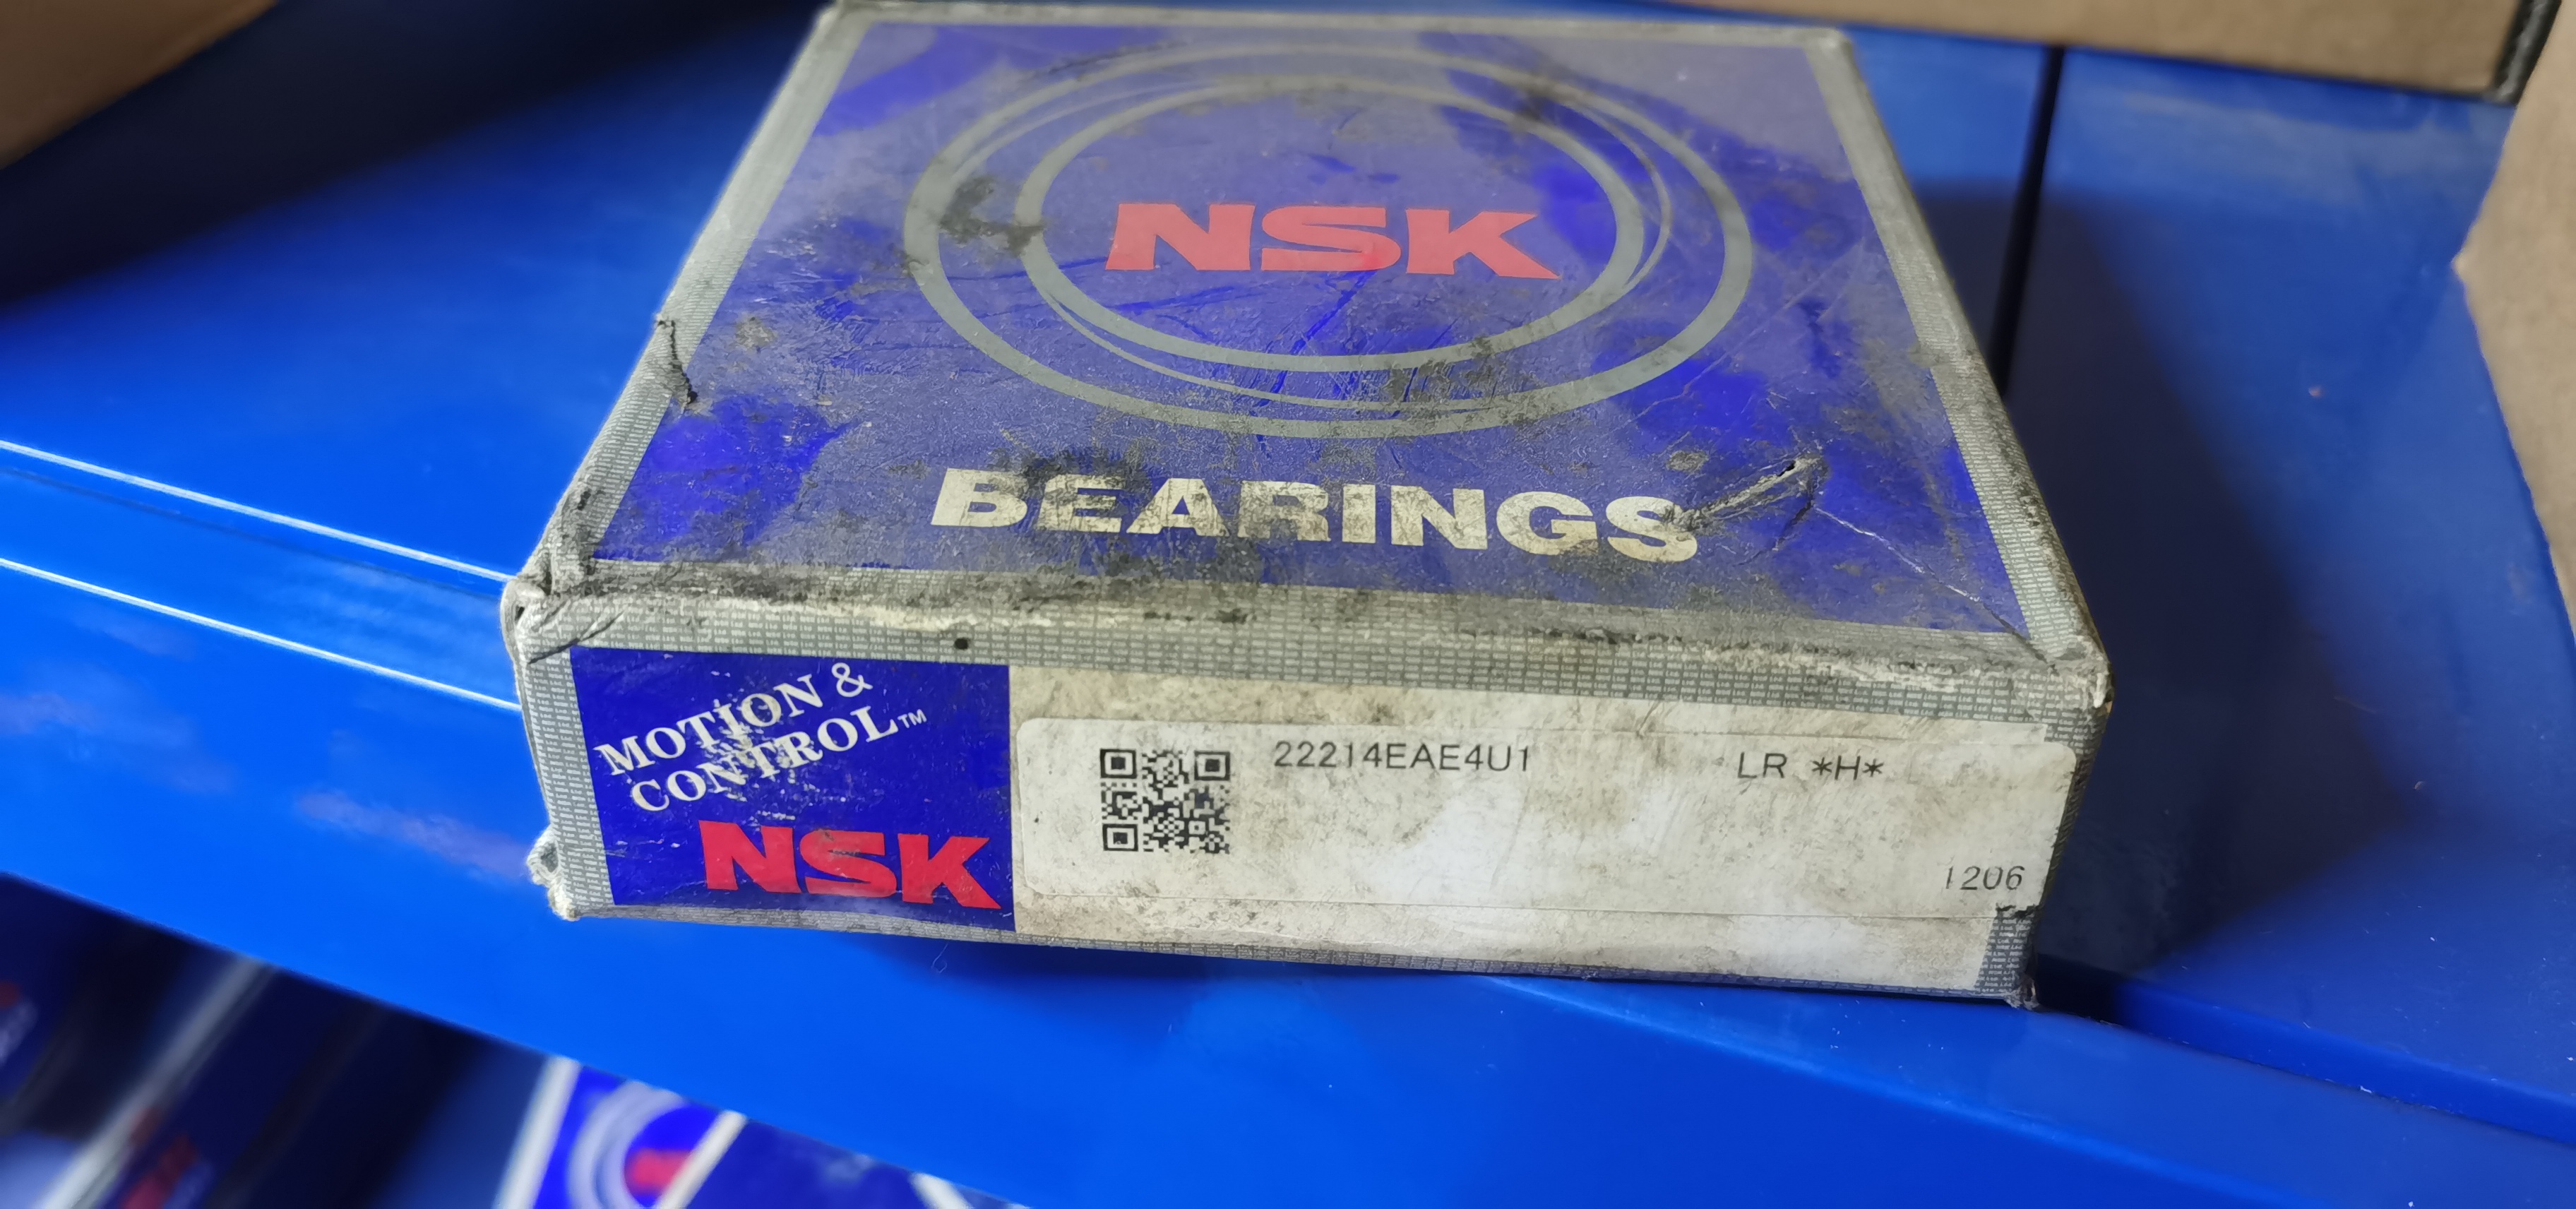 NSK
BEARINGS
MOTION &
CONTROL™
NSK
22214EAE4U1 LR *H*
1206